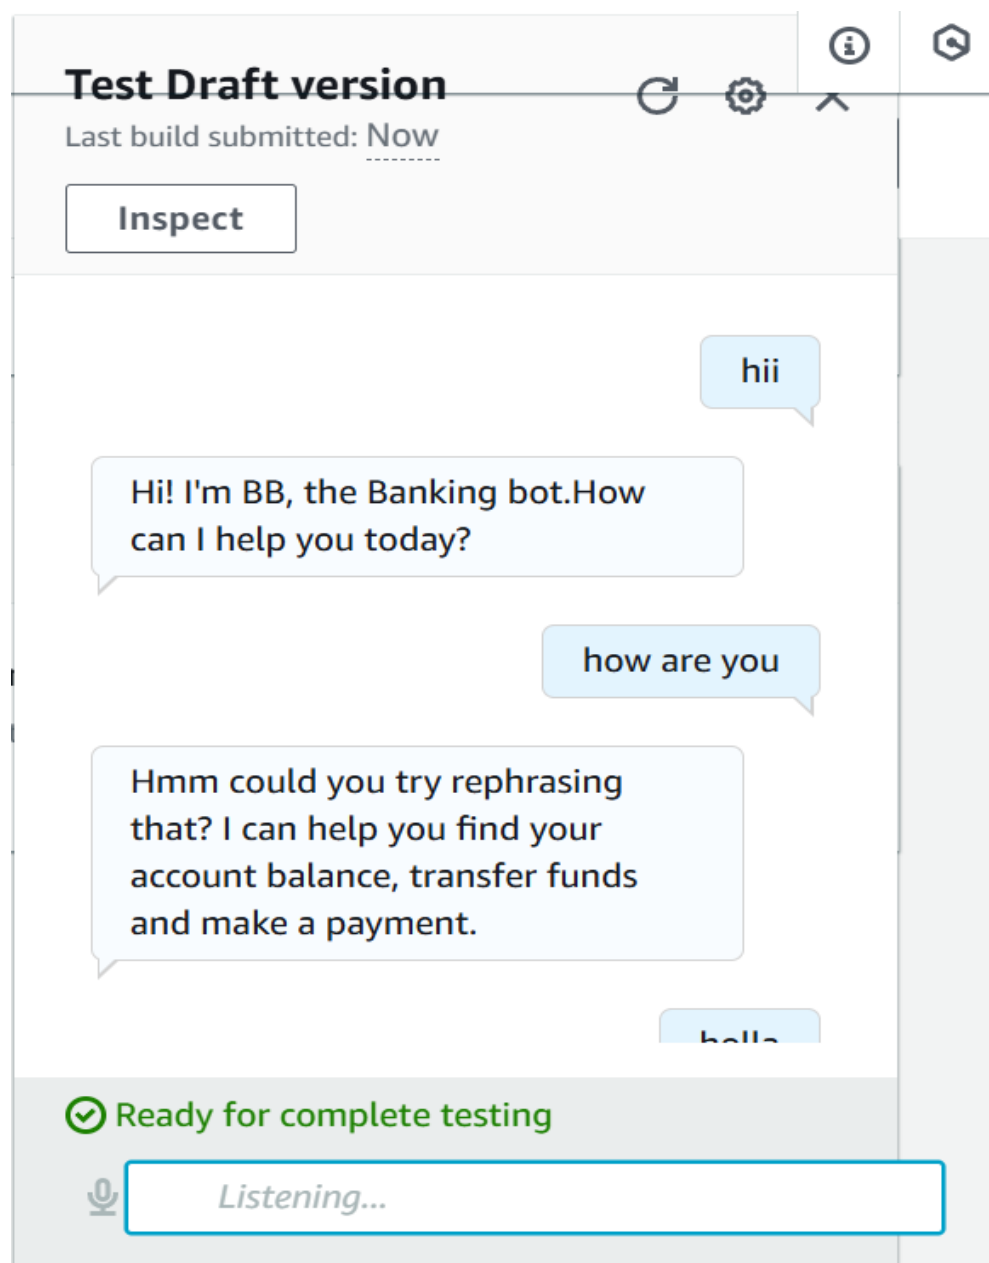 Test Draft version
Last build submitted: Now
Inspect
hii
Hi! I'm BB, the Banking bot.How
can I help you today?
how are you
Hmm could you try rephrasing
that? I can help you find your
account balance, transfer funds
and make a payment.
Ready for complete testing
Listening...